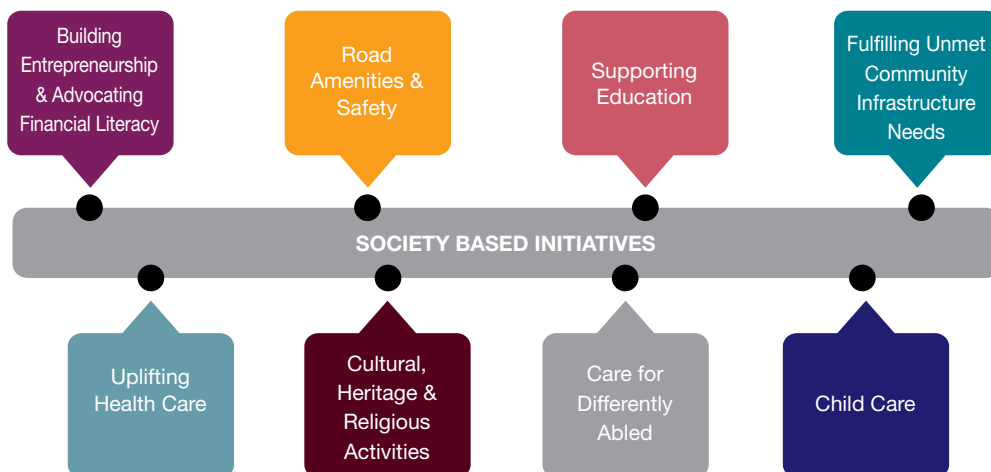 Building
Entrepreneurship
& Advocating
Financial Literacy
Road
Amenities &
Safety
Supporting
Education
Fulfilling Unmet
Community
Infrastructure
Needs
SOCIETY BASED INITIATIVES
Uplifting
Health Care
Cultural,
Heritage &
Religious
Activities
Care for
Differently
Abled
Child Care